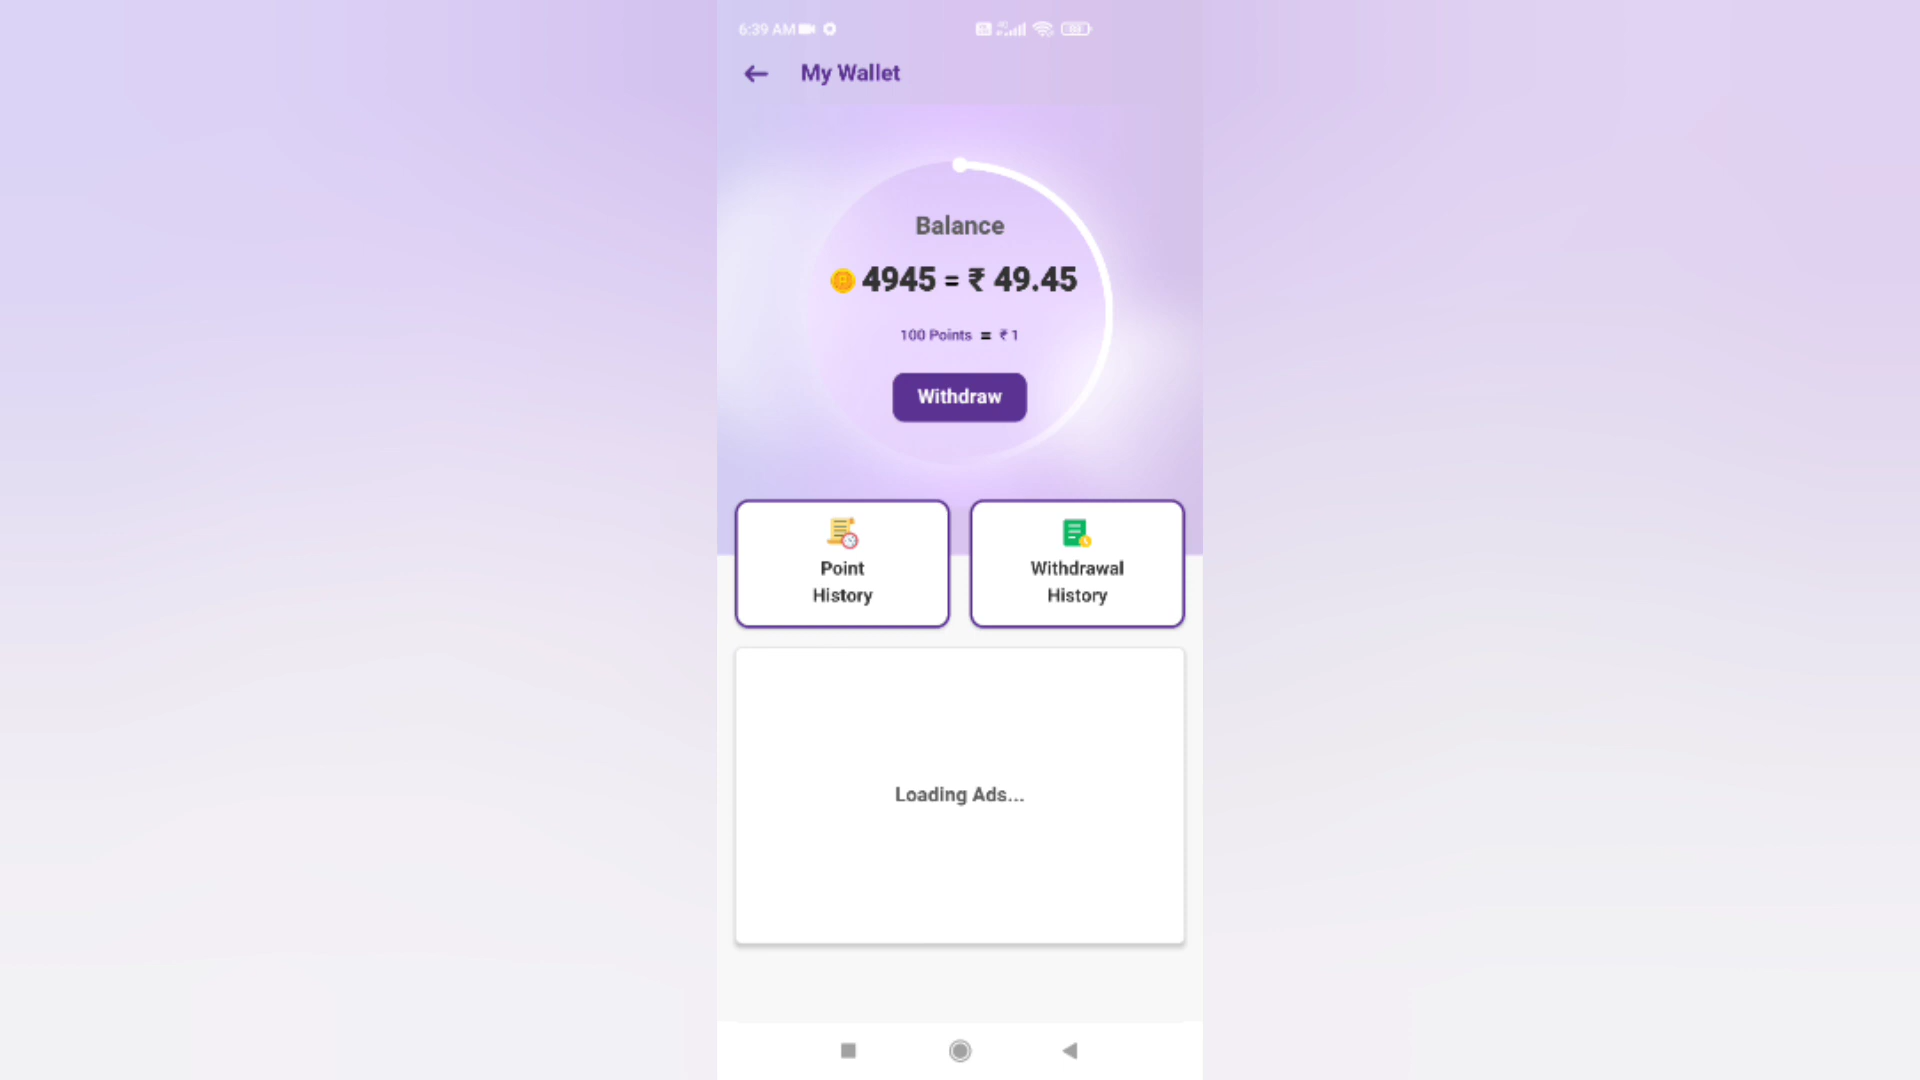 6:39 AM
My Wallet
Balance
4945 = ₹ 49.45
100 Points = ₹ 1
Withdraw
Point
History
Withdrawal
History
Loading Ads...